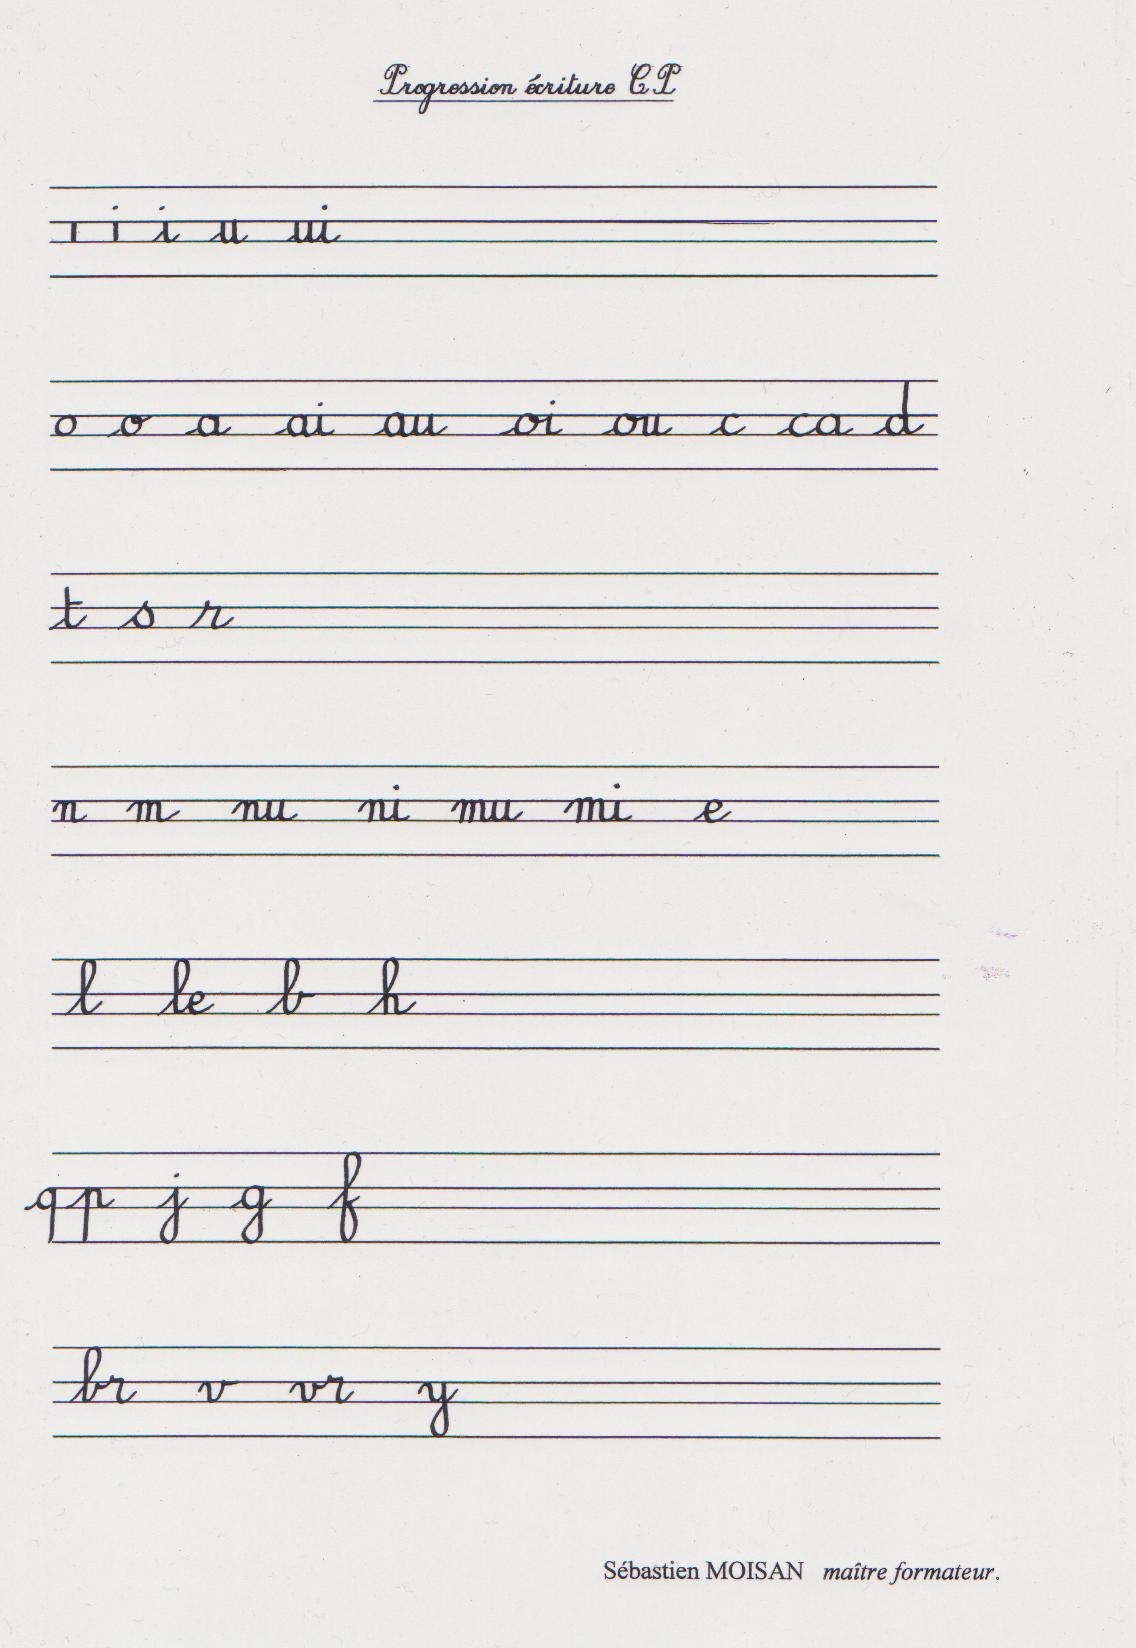 Progression écriture CP
ı i i u ui
o o a ai au oi ou c ca d
t s r
n m nu ni mu mi e
l le b h
q p j g f
br v vr y
Sébastien MOISAN maître formateur.